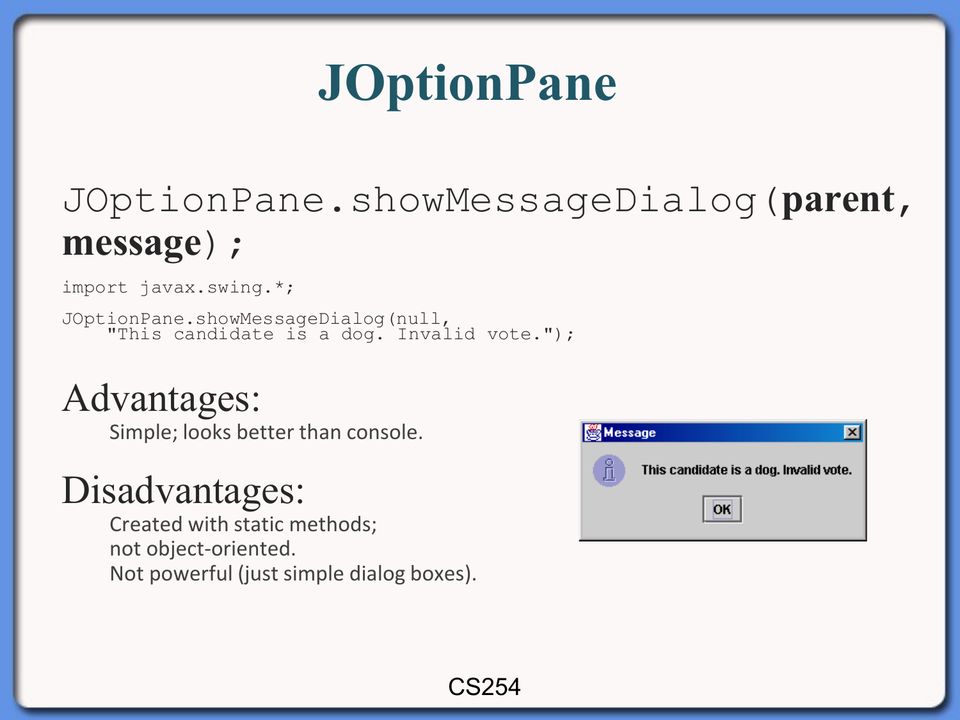 JOptionPane
JOptionPane.showMessageDialog(parent,
message);
import javax.swing.*;
JOptionPane.showMessageDialog(null,
"This candidate is a dog. Invalid vote.");
Advantages:
Simple; looks better than console.
Disadvantages:
Created with static methods;
not object-oriented.
Not powerful (just simple dialog boxes).
Message
This candidate is a dog. Invalid vote.
OK
CS254